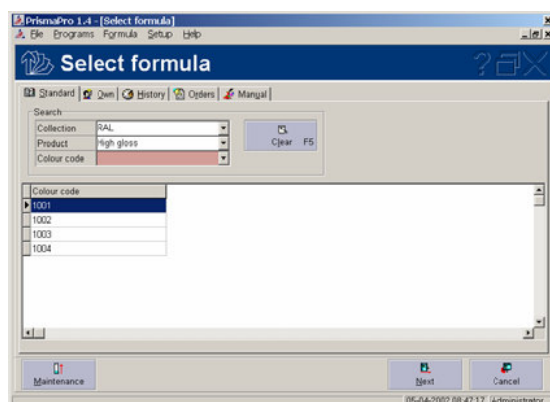 PrismaPro 1.4 - [Select formula]
File Programs Formula Setup Help
Select formula
Standard Own History Orders Manual
Search
Collection RAL
Product High gloss
Clear F5
Colour code
Colour code
1001
1002
1003
1004
Maintenance Next Cancel
05-04-2002 08:47:17 Administrator